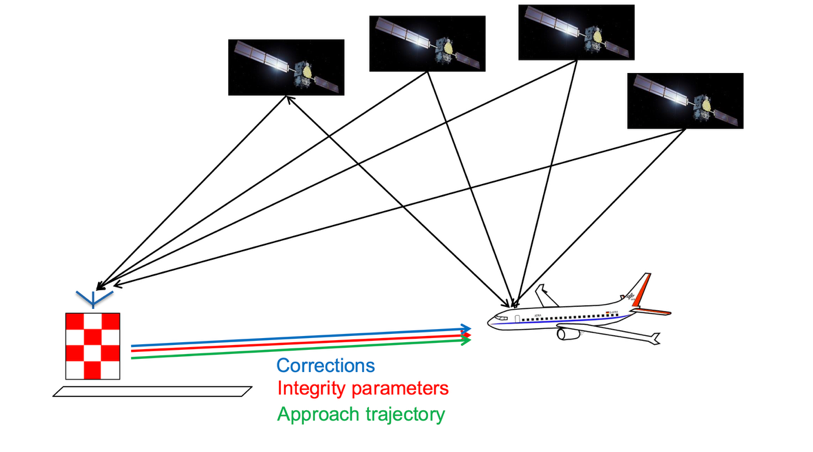 Corrections
Integrity parameters
Approach trajectory